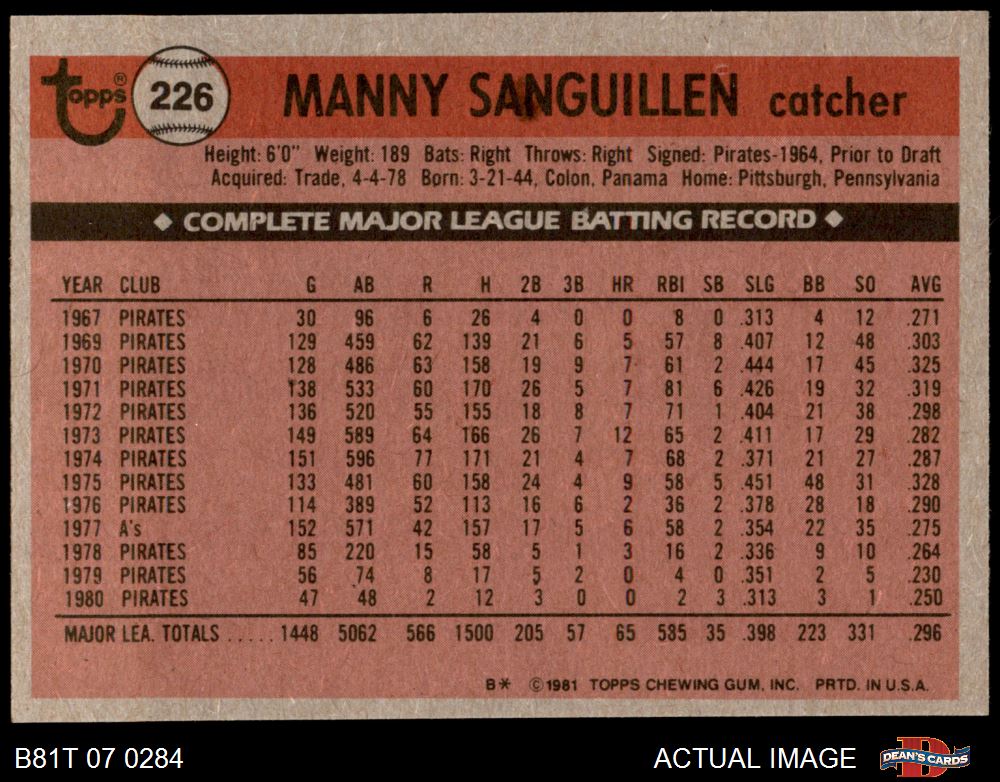 Topps® 226 MANNY SANGUILLEN catcher
Height: 6'0" Weight: 189 Bats: Right Throws: Right Signed: Pirates-1964, Prior to Draft
Acquired: Trade, 4-4-78 Born: 3-21-44, Colon, Panama Home: Pittsburgh, Pennsylvania
◆ COMPLETE MAJOR LEAGUE BATTING RECORD ◆
YEAR CLUB G AB R H 2B 3B HR RBI SB SLG BB SO AVG
1967 PIRATES 30 96 6 26 4 0 0 8 0 .313 4 12 .271
1969 PIRATES 129 459 62 139 21 6 5 57 8 .407 12 48 .303
1970 PIRATES 128 486 63 158 19 9 7 61 2 .444 17 45 .325
1971 PIRATES 138 533 60 170 26 5 7 81 6 .426 19 32 .319
1972 PIRATES 136 520 55 155 18 8 7 71 1 .404 21 38 .298
1973 PIRATES 149 589 64 166 26 7 12 65 2 .411 17 29 .282
1974 PIRATES 151 596 77 171 21 4 7 68 2 .371 21 27 .287
1975 PIRATES 133 481 60 158 24 4 9 58 5 .451 48 31 .328
1976 PIRATES 114 389 52 113 16 6 2 36 2 .378 28 18 .290
1977 A's 152 571 42 157 17 5 6 58 2 .354 22 35 .275
1978 PIRATES 85 220 15 58 5 1 3 16 2 .336 9 10 .264
1979 PIRATES 56 74 8 17 5 2 0 4 0 .351 2 5 .230
1980 PIRATES 47 48 2 12 3 0 0 2 3 .313 3 1 .250
MAJOR LEA. TOTALS ..... 1448 5062 566 1500 205 57 65 585 35 .398 223 331 .296
B* ©1981 TOPPS CHEWING GUM, INC. PRTD. IN U.S.A.
B81T 07 0284 ACTUAL IMAGE DEAN'S CARDS